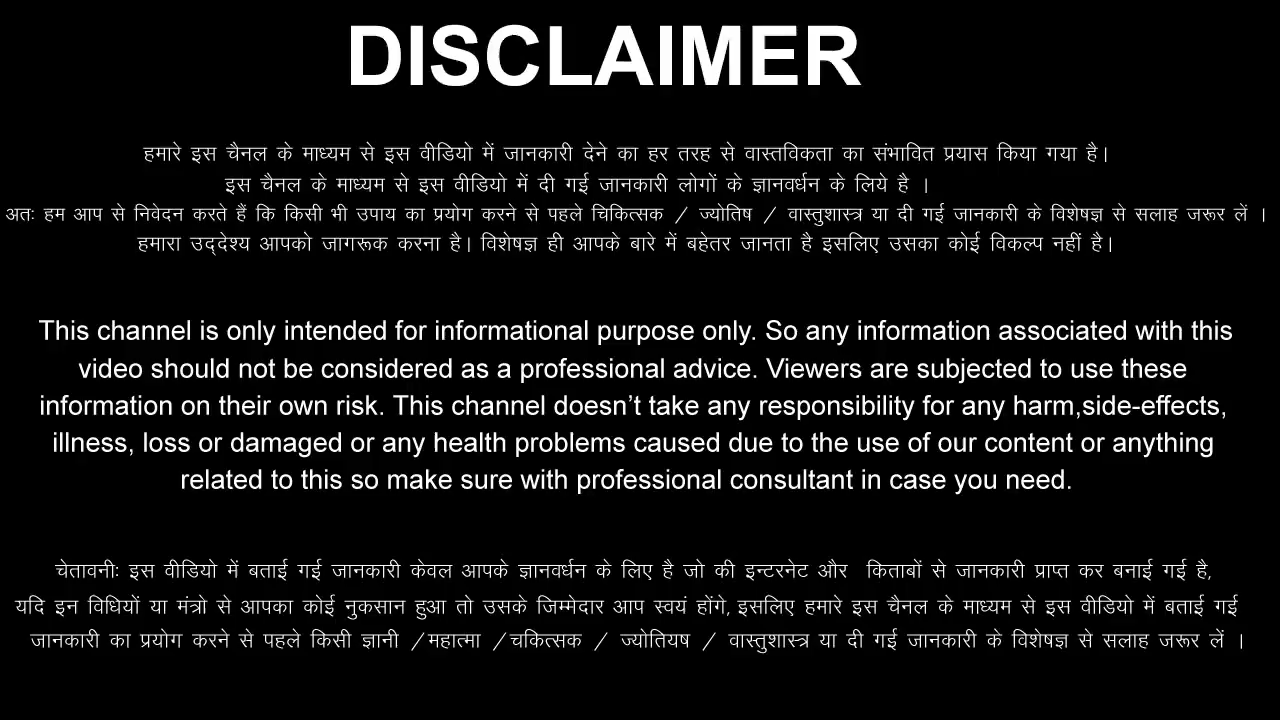 DISCLAIMER
हमारे इस चैनल के माध्यम से इस वीडियो में जानकारी देने का हर तरह से वास्तविकता का संभावित प्रयास किया गया है।
इस चैनल के माध्यम से इस वीडियो में दी गई जानकारी लोगों के ज्ञानवर्धन के लिये है ।
अतः हम आप से निवेदन करते हैं कि किसी भी उपाय का प्रयोग करने से पहले चिकित्सक / ज्योतिष / वास्तुशास्त्र या दी गई जानकारी के विशेषज्ञ से सलाह जरूर लें ।
हमारा उद्देश्य आपको जागरूक करना है। विशेषज्ञ ही आपके बारे में बहेतर जानता है इसलिए उसका कोई विकल्प नहीं है।
This channel is only intended for informational purpose only. So any information associated with this
video should not be considered as a professional advice. Viewers are subjected to use these
information on their own risk. This channel doesn’t take any responsibility for any harm,side-effects,
illness, loss or damaged or any health problems caused due to the use of our content or anything
related to this so make sure with professional consultant in case you need.
चेतावनीः इस वीडियो में बताई गई जानकारी केवल आपके ज्ञानवर्धन के लिए है जो की इन्टरनेट और किताबों से जानकारी प्राप्त कर बनाई गई है,
यदि इन विधियों या मंत्रो से आपका कोई नुकसान हुआ तो उसके जिम्मेदार आप स्वयं होंगे, इसलिए हमारे इस चैनल के माध्यम से इस वीडियो में बताई गई
जानकारी का प्रयोग करने से पहले किसी ज्ञानी /महात्मा /चकित्सक / ज्योतियष / वास्तुशास्त्र या दी गई जानकारी के विशेषज्ञ से सलाह जरूर लें ।